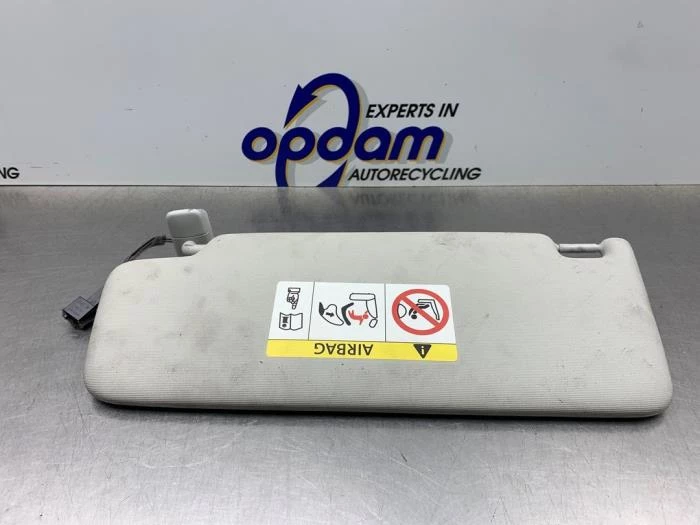 EXPERTS IN
opdam
AUTORECYCLING
AIRBAG